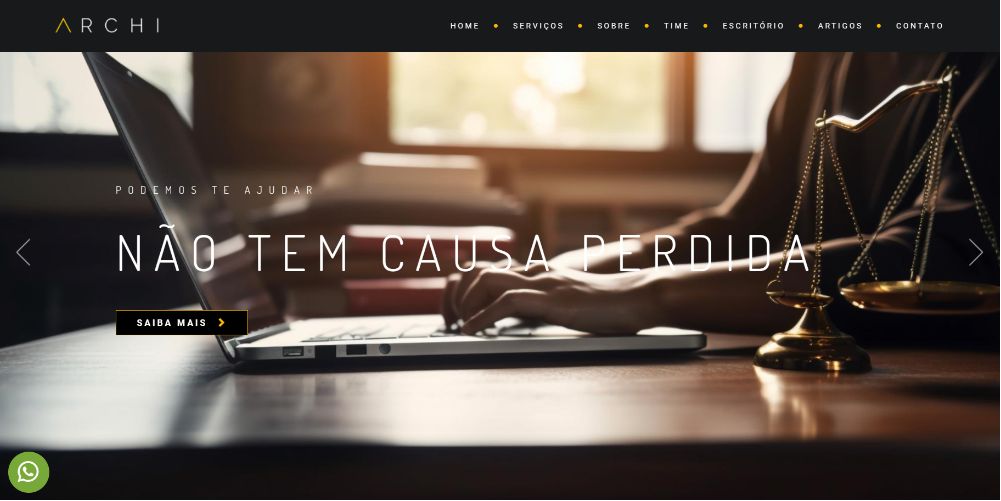 ARCHI
HOME SERVIÇOS SOBRE TIME ESCRITÓRIO ARTIGOS CONTATO
PODEMOS TE AJUDAR
NÃO TEM CAUSA PERDIDA
SAIBA MAIS